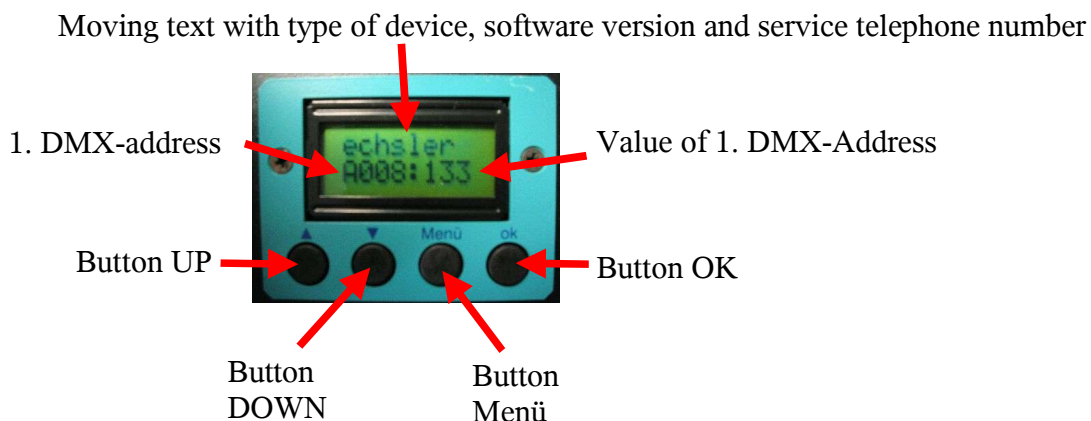 Moving text with type of device, software version and service telephone number
1. DMX-address
echsler
Value of 1. DMX-Address
A008:133
▲ ▼ Menü ok
Button UP
Button OK
Button
DOWN
Button
Menü